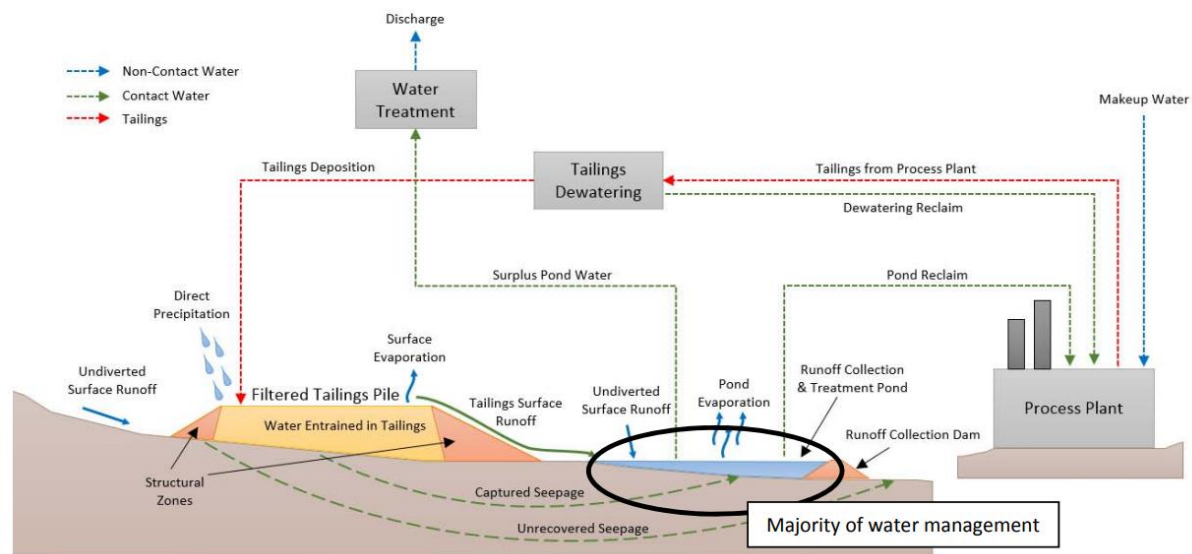 Discharge
Non-Contact Water
Contact Water
Tailings
Water
Treatment
Makeup Water
Tailings Deposition
Tailings
Dewatering
Tailings from Process Plant
Dewatering Reclaim
Surplus Pond Water
Pond Reclaim
Direct
Precipitation
Surface
Evaporation
Undiverted
Surface Runoff
Filtered Tailings Pile
Tailings Surface
Runoff
Undiverted
Surface Runoff
Pond
Evaporation
Runoff Collection
& Treatment Pond
Process Plant
Water Entrained in Tailings
Runoff Collection Dam
Structural
Zones
Captured Seepage
Unrecovered Seepage
Majority of water management